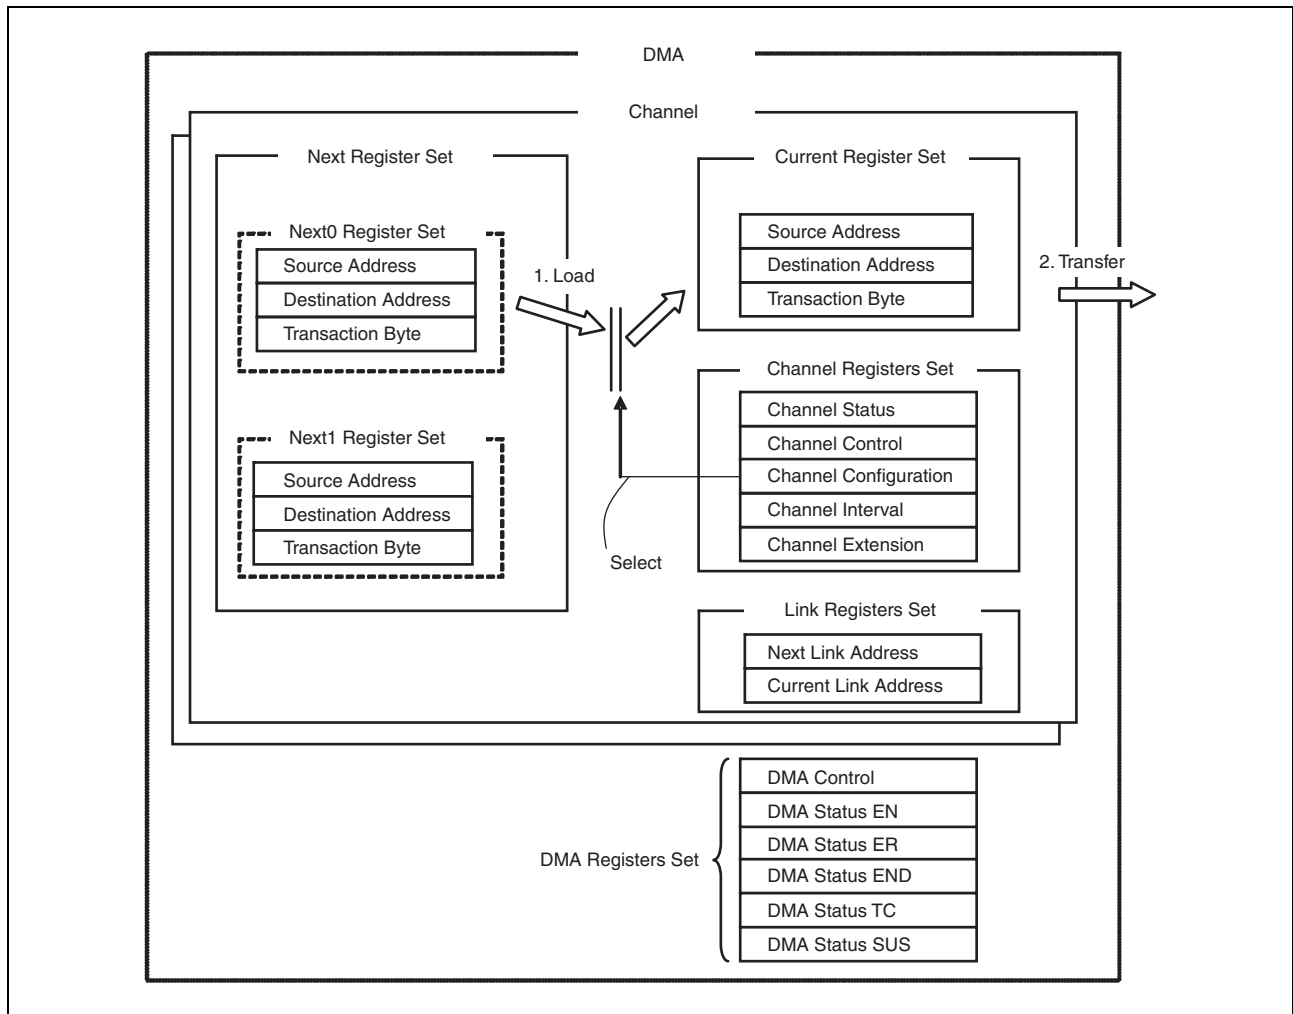 DMA
Channel
Next Register Set
Next0 Register Set
Source Address
Destination Address
Transaction Byte
Next1 Register Set
Source Address
Destination Address
Transaction Byte
1. Load
Select
Current Register Set
Source Address
Destination Address
Transaction Byte
2. Transfer
Channel Registers Set
Channel Status
Channel Control
Channel Configuration
Channel Interval
Channel Extension
Link Registers Set
Next Link Address
Current Link Address
DMA Registers Set
DMA Control
DMA Status EN
DMA Status ER
DMA Status END
DMA Status TC
DMA Status SUS